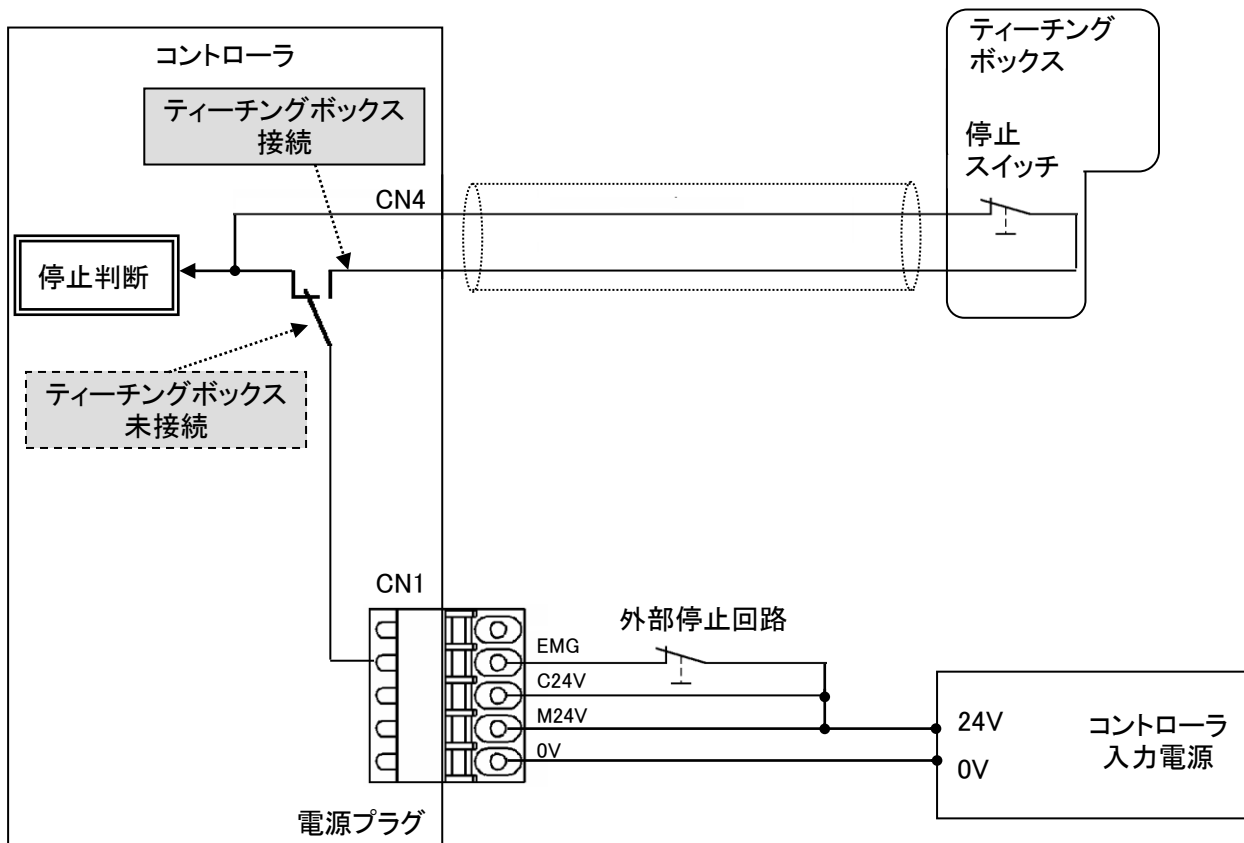 コントローラ
ティーチングボックス
接続
CN4
停止判断
ティーチングボックス
未接続
ティーチング
ボックス
停止
スイッチ
CN1
外部停止回路
EMG
C24V
M24V
0V
24V
0V
コントローラ
入力電源
電源プラグ